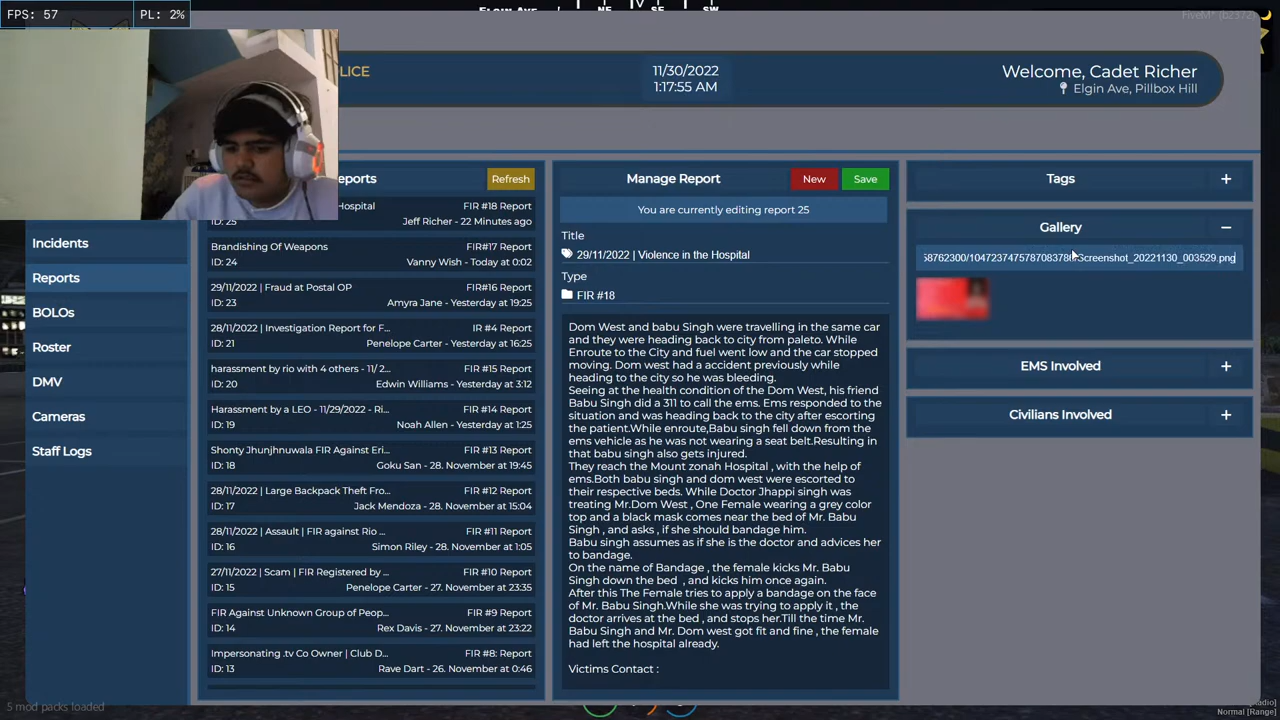 FPS: 57
PL: 2%
NE
SE
SW
FiveM* (b2372)
LICE
11/30/2022
1:17:55 AM
Welcome, Cadet Richer
Elgin Ave, Pillbox Hill
Incidents
Reports
BOLOs
Roster
DMV
Cameras
Staff Logs
eports
Refresh
Hospital
FIR #18 Report
ID: 25
Jeff Richer - 22 Minutes ago
Brandishing Of Weapons
FIR#17 Report
ID: 24
Vanny Wish - Today at 0:02
29/11/2022 | Fraud at Postal OP
FIR#16 Report
ID: 23
Amyra Jane - Yesterday at 19:25
28/11/2022 | Investigation Report for F...
IR #4 Report
ID: 21
Penelope Carter - Yesterday at 16:25
harassment by rio with 4 others - 11/ 2...
FIR #15 Report
ID: 20
Edwin Williams - Yesterday at 3:12
Harassment by a LEO - 11/29/2022 - Ri...
FIR #14 Report
ID: 19
Noah Allen - Yesterday at 1:25
Shonty Jhunjhnuwala FIR Against Eri...
FIR #13 Report
ID: 18
Goku San - 28. November at 19:45
28/11/2022 | Large Backpack Theft Fro...
FIR #12 Report
ID: 17
Jack Mendoza - 28. November at 15:04
28/11/2022 | Assault | FIR against Rio ...
FIR #11 Report
ID: 16
Simon Riley - 28. November at 1:05
27/11/2022 | Scam | FIR Registered by ...
FIR #10 Report
ID: 15
Penelope Carter - 27. November at 23:35
FIR Against Unknown Group of Peop...
FIR #9 Report
ID: 14
Rex Davis - 27. November at 23:22
Impersonating .tv Co Owner | Club D...
FIR #8: Report
ID: 13
Rave Dart - 26. November at 0:46
Manage Report
New
Save
You are currently editing report 25
Title
29/11/2022 | Violence in the Hospital
Type
FIR #18
Dom West and babu Singh were travelling in the same car
and they were heading back to city from paleto. While
Enroute to the City and fuel went low and the car stopped
moving. Dom west had a accident previously while
heading to the city so he was bleeding.
Seeing at the health condition of the Dom West, his friend
Babu Singh did a 311 to call the ems. Ems responded to the
situation and was heading back to the city after escorting
the patient.While enroute,Babu singh fell down from the
ems vehicle as he was not wearing a seat belt.Resulting in
that babu singh also gets injured.
They reach the Mount zonah Hospital , with the help of
ems.Both babu singh and dom west were escorted to
their respective beds. While Doctor Jhappi singh was
treating Mr.Dom West , One Female wearing a grey color
top and a black mask comes near the bed of Mr. Babu
Singh , and asks , if she should bandage him.
Babu singh assumes as if she is the doctor and advices her
to bandage.
On the name of Bandage , the female kicks Mr. Babu
Singh down the bed , and kicks him once again.
After this The Female tries to apply a bandage on the face
of Mr. Babu Singh.While she was trying to apply it , the
doctor arrives at the bed , and stops her.Till the time Mr.
Babu Singh and Mr. Dom west got fit and fine , the female
had left the hospital already.
Victims Contact :
Tags
Gallery
Screenshot_20221130_003529.png
EMS Involved
Civilians Involved
5 mod packs loaded
[Radio]
Normal [Range]